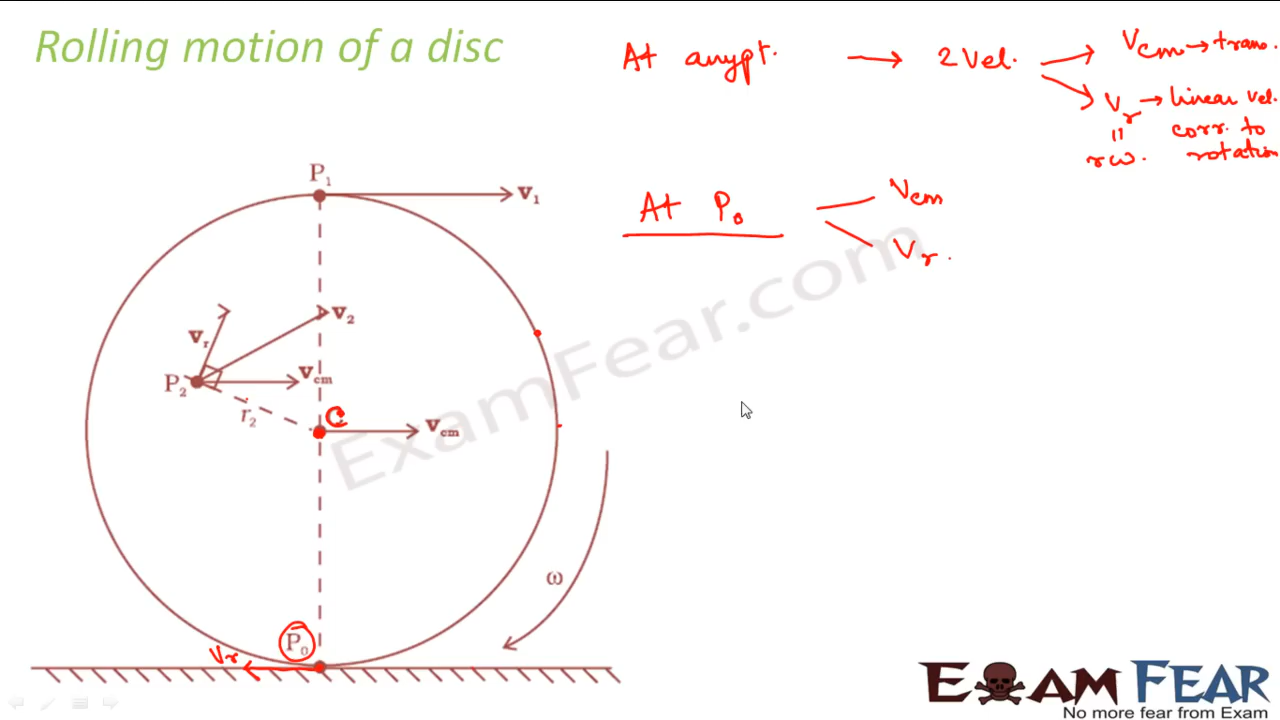 Rolling motion of a disc
At anypt. → 2 Vel. → Vcm → trans.
→ Vr → linear vel.
॥ corr. to
rω. rotation
At P₀ Vcm
Vr.
P₁
v₁
v₂
vᵣ
P₂
vcm
r₂
C
vcm
ω
P₀
Vr
ExamFear.com
EXAM FEAR
No more fear from Exam